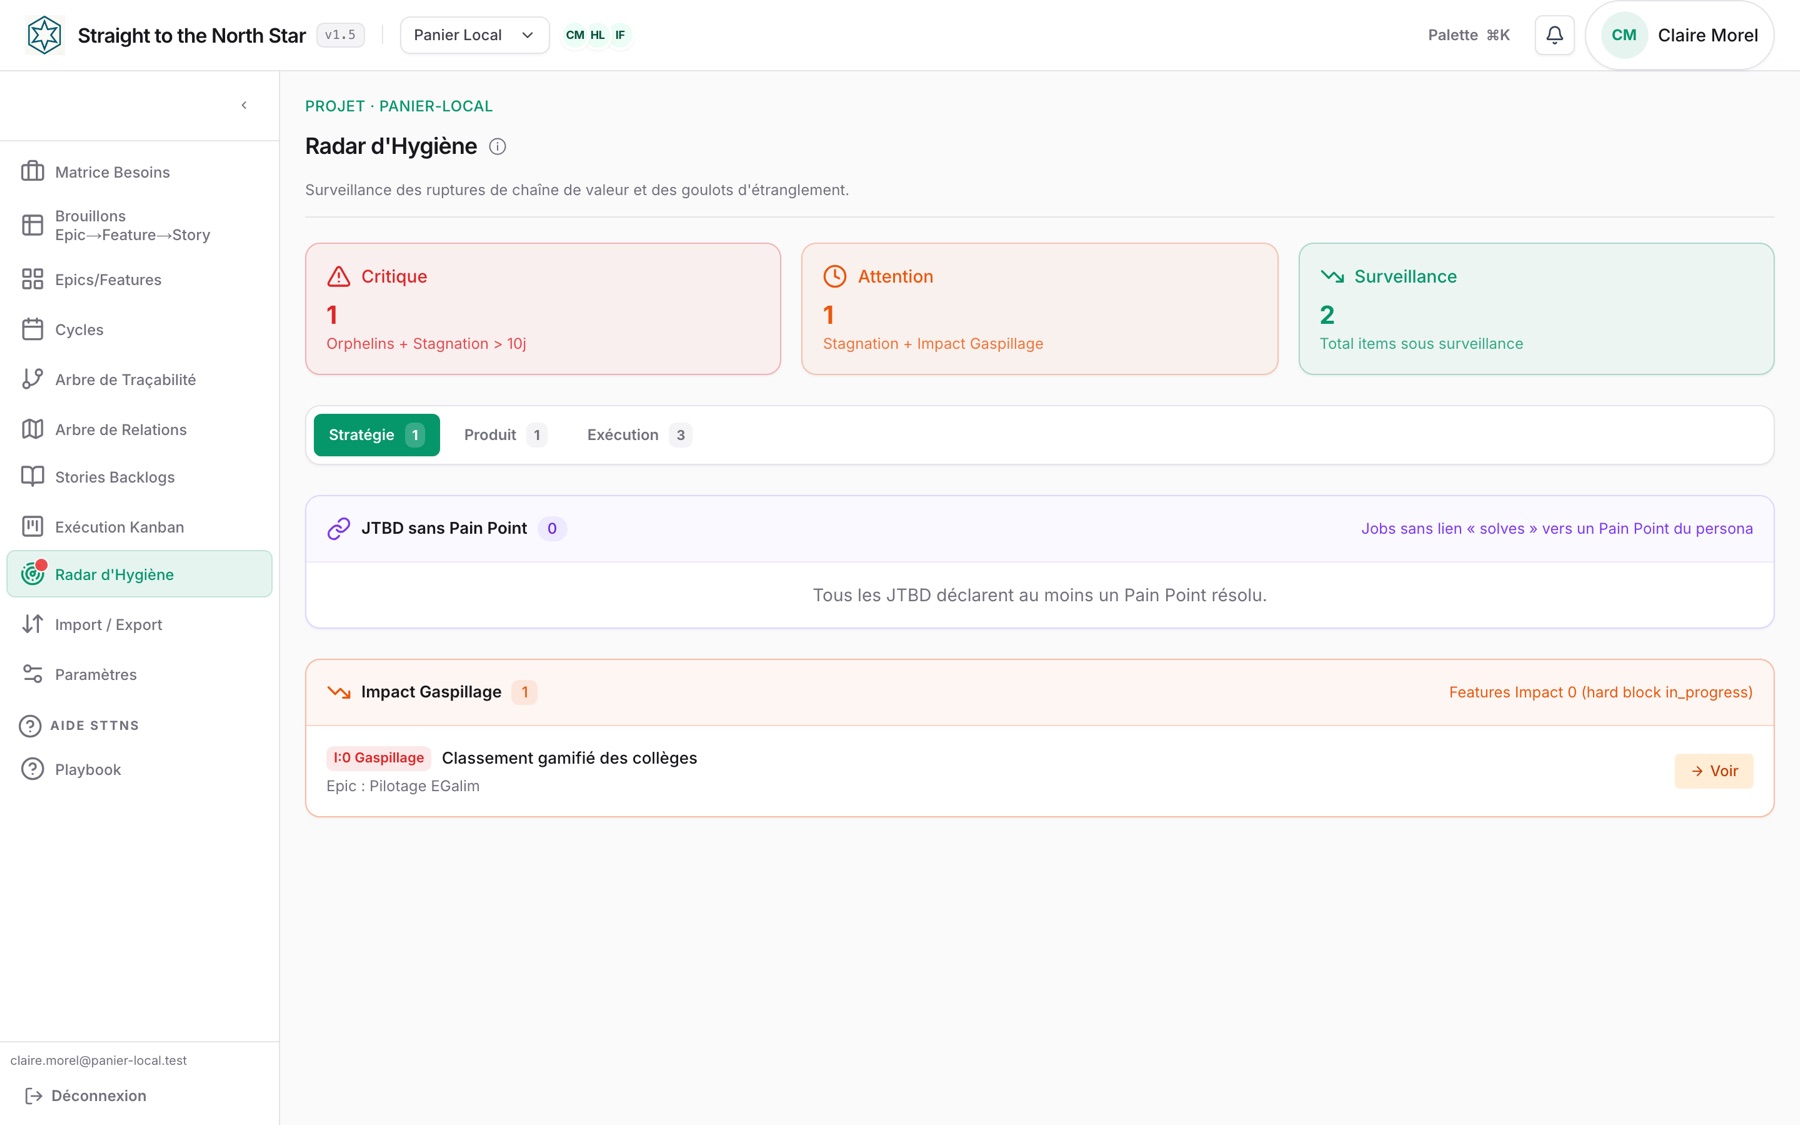 Straight to the North Star v1.5 Panier Local CM HL IF Palette ⌘K CM Claire Morel
PROJET · PANIER-LOCAL
Radar d'Hygiène
Surveillance des ruptures de chaîne de valeur et des goulots d'étranglement.
Matrice Besoins
Brouillons
Epic→Feature→Story
Epics/Features
Cycles
Arbre de Traçabilité
Arbre de Relations
Stories Backlogs
Exécution Kanban
Radar d'Hygiène
Import / Export
Paramètres
AIDE STTNS
Playbook
claire.morel@panier-local.test
Déconnexion
Critique
1
Orphelins + Stagnation > 10j
Attention
1
Stagnation + Impact Gaspillage
Surveillance
2
Total items sous surveillance
Stratégie 1 Produit 1 Exécution 3
JTBD sans Pain Point 0 Jobs sans lien « solves » vers un Pain Point du persona
Tous les JTBD déclarent au moins un Pain Point résolu.
Impact Gaspillage 1 Features Impact 0 (hard block in_progress)
I:0 Gaspillage Classement gamifié des collèges
Epic : Pilotage EGalim
→ Voir